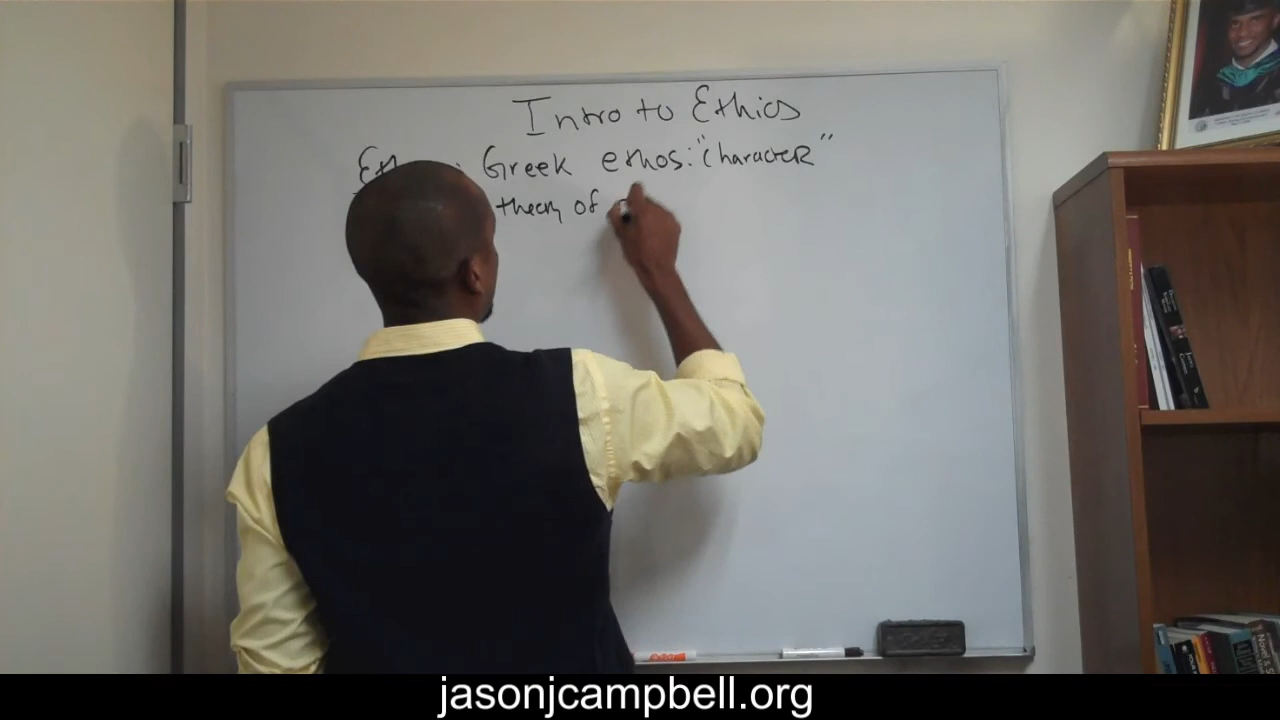 Intro to Ethics
: Greek ethos: "character"
theory of
jasonjcampbell.org